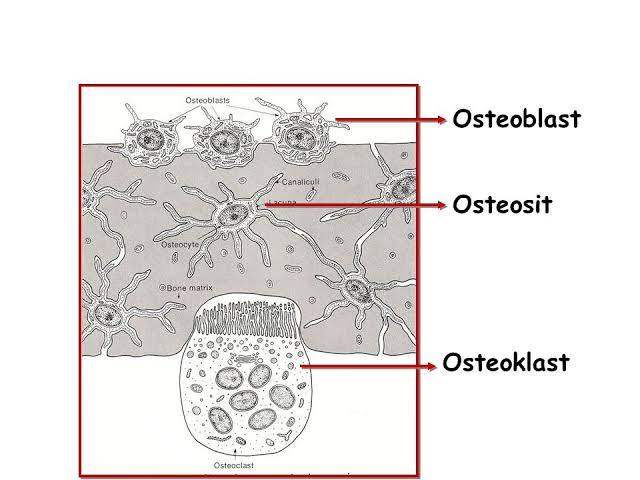 Osteoblasts
Osteoblast
Canaliculi
Lacuna
Osteosit
Osteocyte
Bone matrix
Osteoklast
Osteoclast